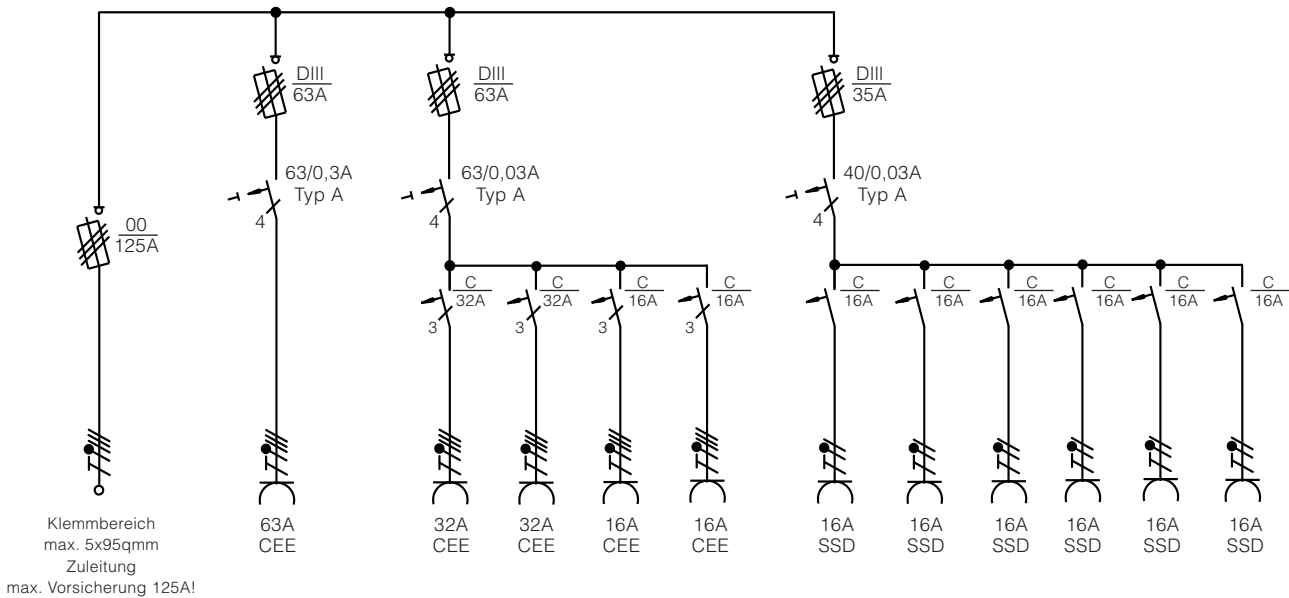 DIII
63A
DIII
63A
DIII
35A
63/0,3A
Typ A
4
63/0,03A
Typ A
4
40/0,03A
Typ A
4
00
125A
C
32A
3
C
32A
3
C
16A
3
C
16A
3
C
16A
C
16A
C
16A
C
16A
C
16A
C
16A
Klemmbereich
max. 5x95qmm
Zuleitung
max. Vorsicherung 125A!
63A
CEE
32A
CEE
32A
CEE
16A
CEE
16A
CEE
16A
SSD
16A
SSD
16A
SSD
16A
SSD
16A
SSD
16A
SSD